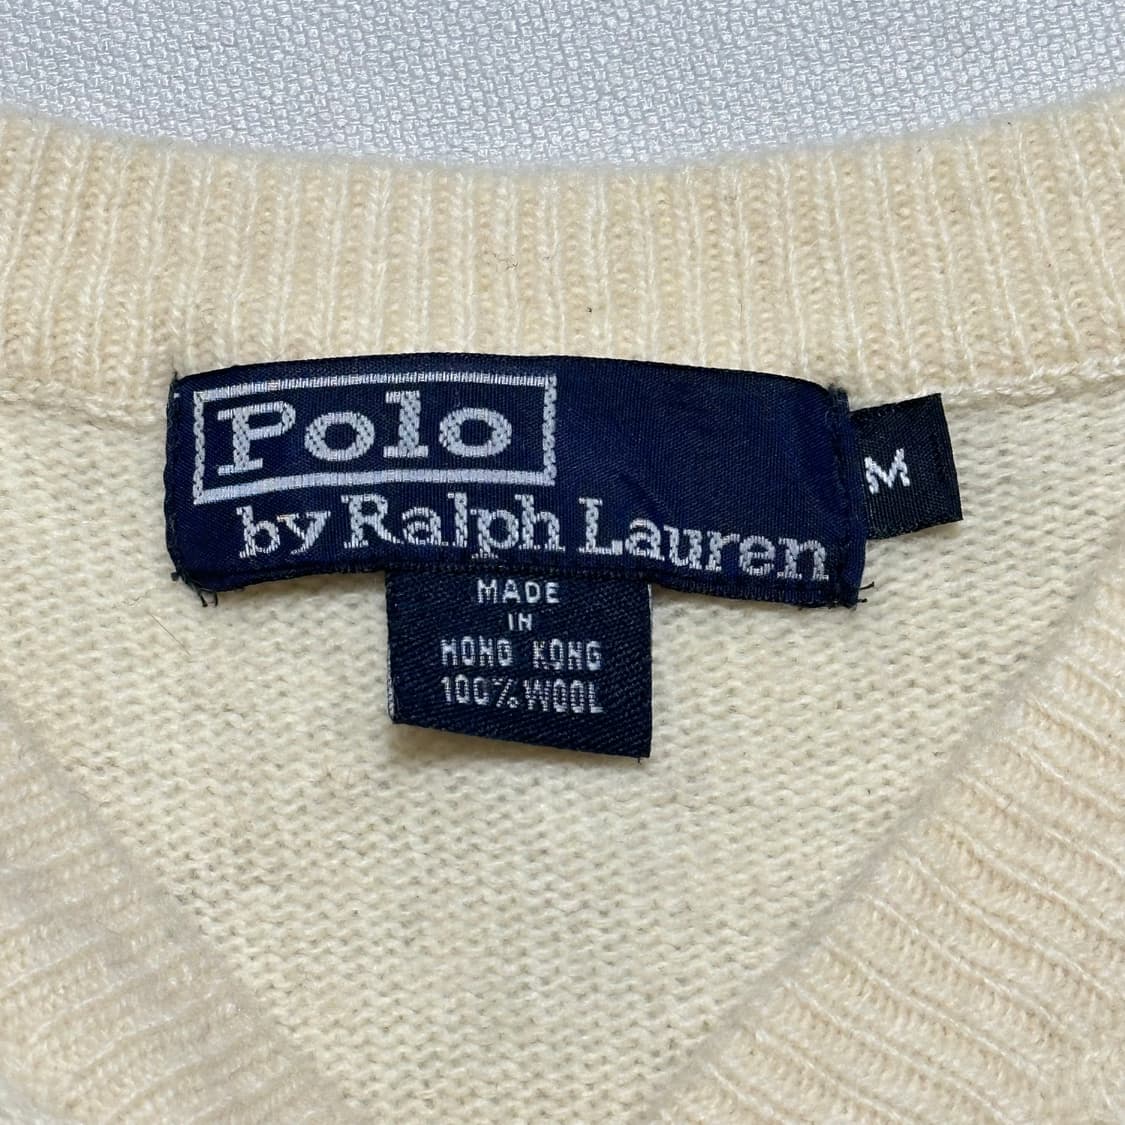 Polo
by Ralph Lauren
M
MADE
IN
HONG KONG
100% WOOL